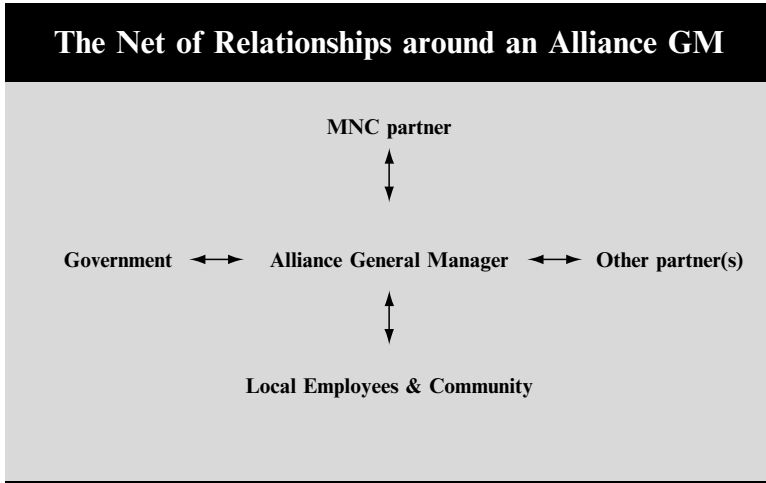 The Net of Relationships around an Alliance GM
MNC partner
Government Alliance General Manager Other partner(s)
Local Employees & Community